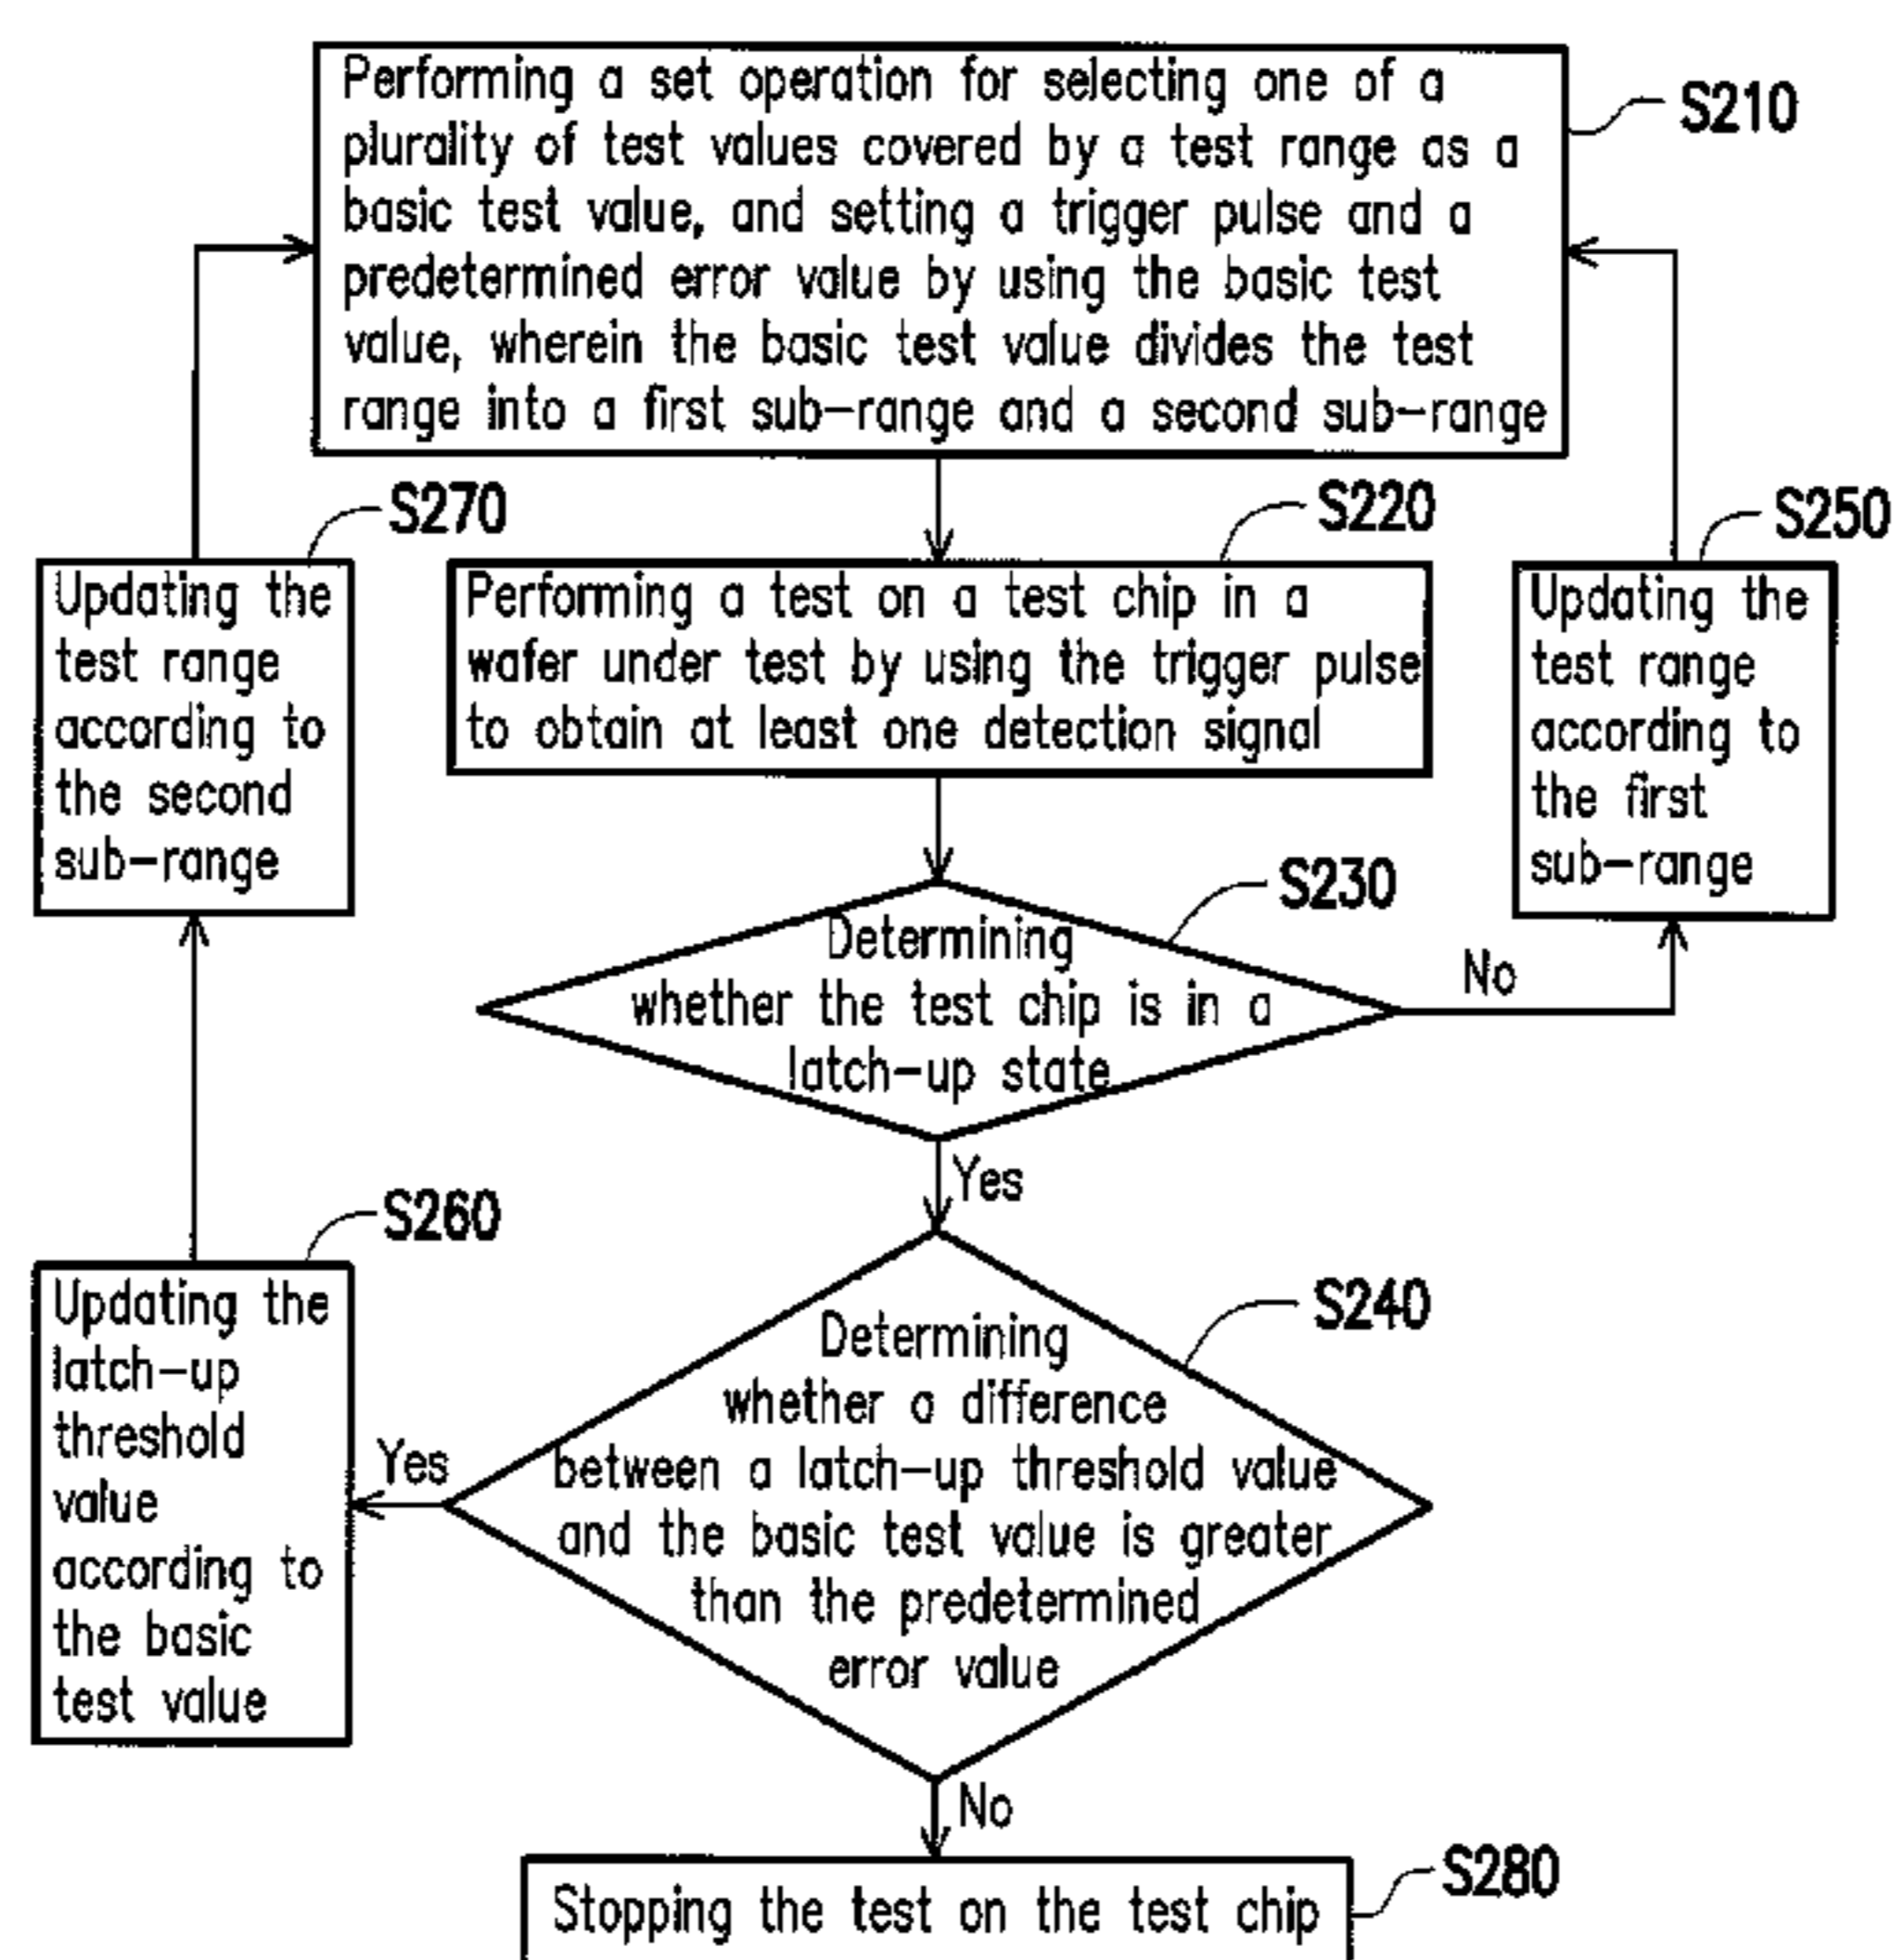 Performing a set operation for selecting one of a
plurality of test values covered by a test range as a
basic test value, and setting a trigger pulse and a
predetermined error value by using the basic test
value, wherein the basic test value divides the test
range into a first sub-range and a second sub-range
S210
S270
Updating the
test range
according to
the second
sub-range
S220
Performing a test on a test chip in a
wafer under test by using the trigger pulse
to obtain at least one detection signal
S250
Updating the
test range
according to
the first
sub-range
S230
Determining
whether the test chip is in a
latch-up state
No
Yes
S260
Updating the
latch-up
threshold
value
according to
the basic
test value
S240
Determining
whether a difference
between a latch-up threshold value
and the basic test value is greater
than the predetermined
error value
Yes
No
Stopping the test on the test chip
S280